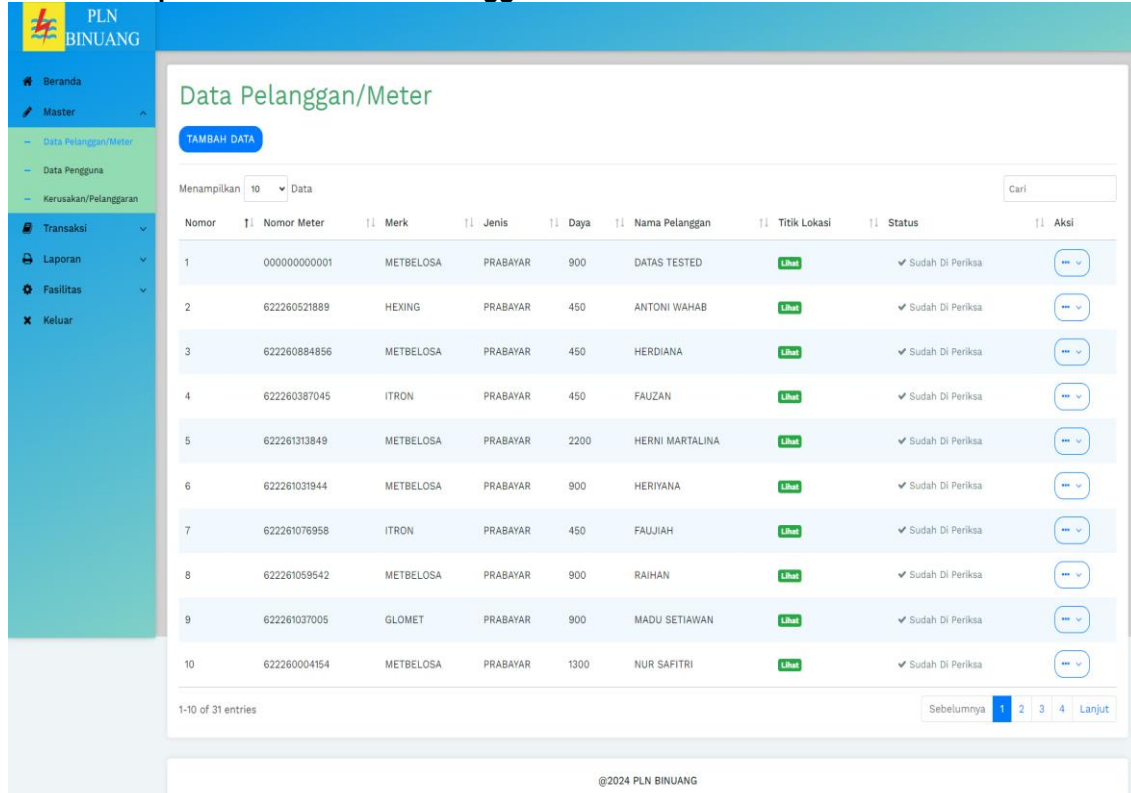 PLN
BINUANG
Beranda
Master
Data Pelanggan/Meter
Data Pengguna
Kerusakan/Pelanggaran
Transaksi
Laporan
Fasilitas
Keluar
Data Pelanggan/Meter
TAMBAH DATA
Menampilkan 10 Data
Cari
Nomor Nomor Meter Merk Jenis Daya Nama Pelanggan Titik Lokasi Status Aksi
1 000000000001 METBELOSA PRABAYAR 900 DATAS TESTED Lihat Sudah Di Periksa
2 622260521889 HEXING PRABAYAR 450 ANTONI WAHAB Lihat Sudah Di Periksa
3 622260884856 METBELOSA PRABAYAR 450 HERDIANA Lihat Sudah Di Periksa
4 622260387045 ITRON PRABAYAR 450 FAUZAN Lihat Sudah Di Periksa
5 622261313849 METBELOSA PRABAYAR 2200 HERNI MARTALINA Lihat Sudah Di Periksa
6 622261031944 METBELOSA PRABAYAR 900 HERIYANA Lihat Sudah Di Periksa
7 622261076958 ITRON PRABAYAR 450 FAUJIAH Lihat Sudah Di Periksa
8 622261059542 METBELOSA PRABAYAR 900 RAIHAN Lihat Sudah Di Periksa
9 622261037005 GLOMET PRABAYAR 900 MADU SETIAWAN Lihat Sudah Di Periksa
10 622260004154 METBELOSA PRABAYAR 1300 NUR SAFITRI Lihat Sudah Di Periksa
1-10 of 31 entries
Sebelumnya 1 2 3 4 Lanjut
@2024 PLN BINUANG